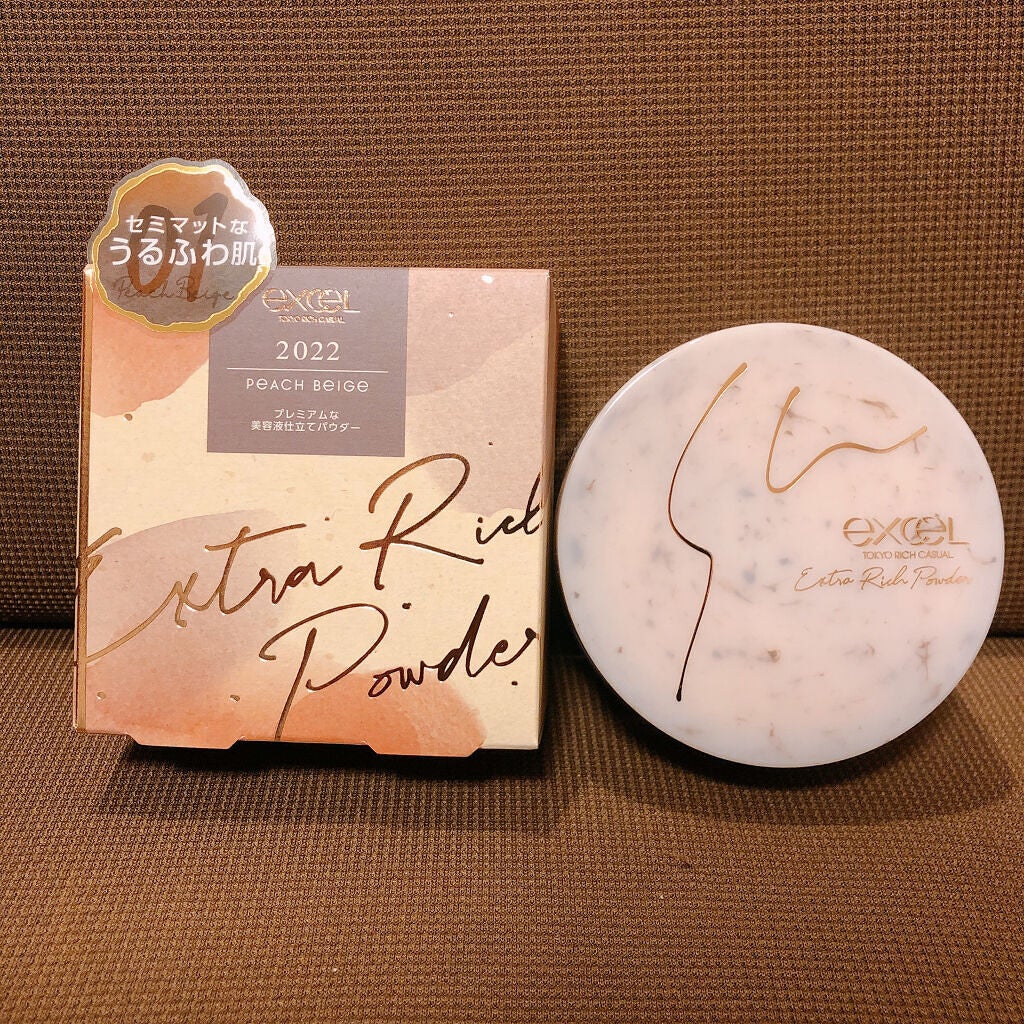 01
セミマットな
うるふわ肌
Peach Beige
excel
TOKYO RICH CASUAL
2022
PEACH BEIGE
プレミアムな
美容液仕立てパウダー
Extra Rich
Powder
excel
TOKYO RICH CASUAL
Extra Rich Powder